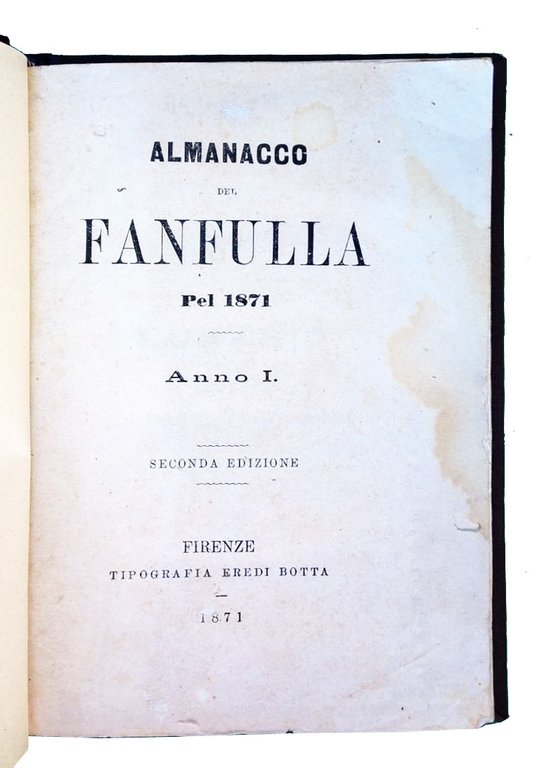 ALMANACCO
DEL
FANFULLA
Pel 1871
Anno I.
SECONDA EDIZIONE
FIRENZE
TIPOGRAFIA EREDI BOTTA
1871